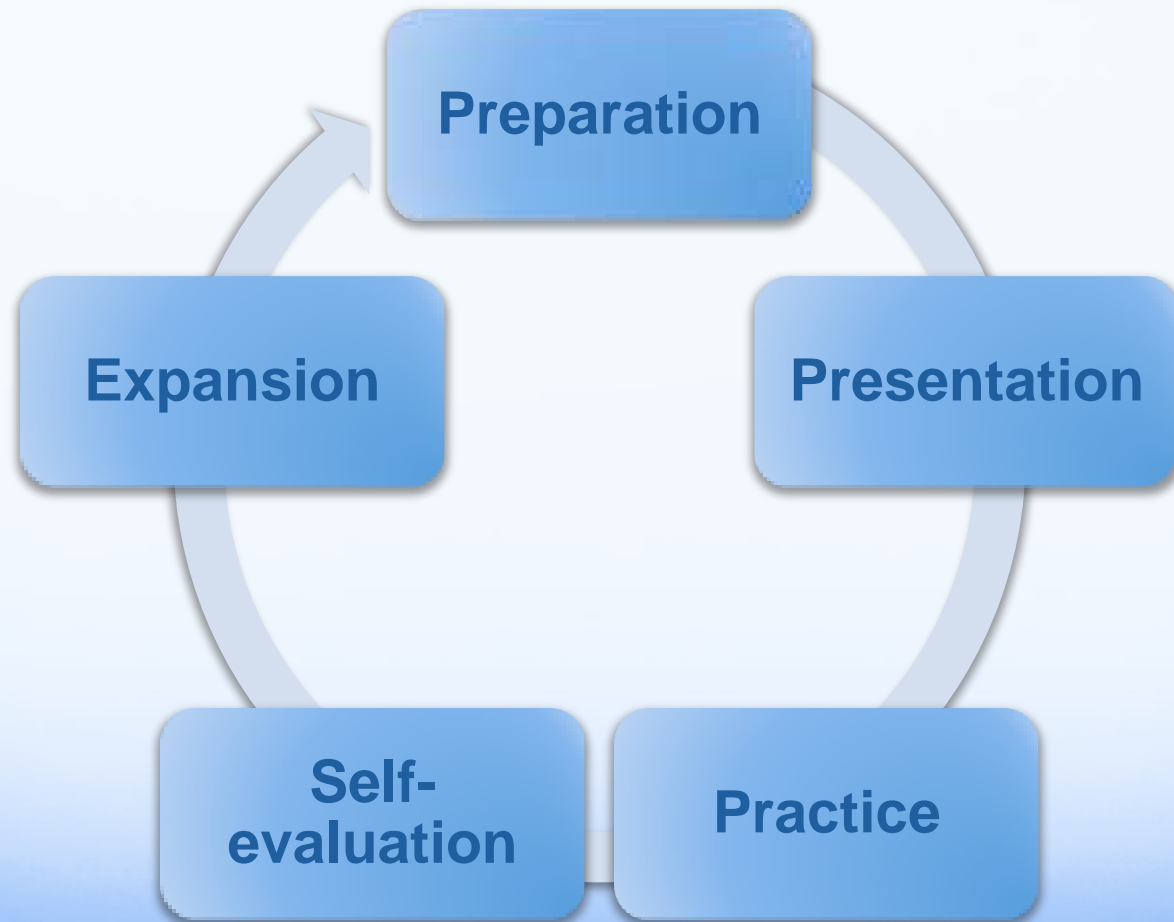 Preparation
Presentation
Practice
Self-
evaluation
Expansion